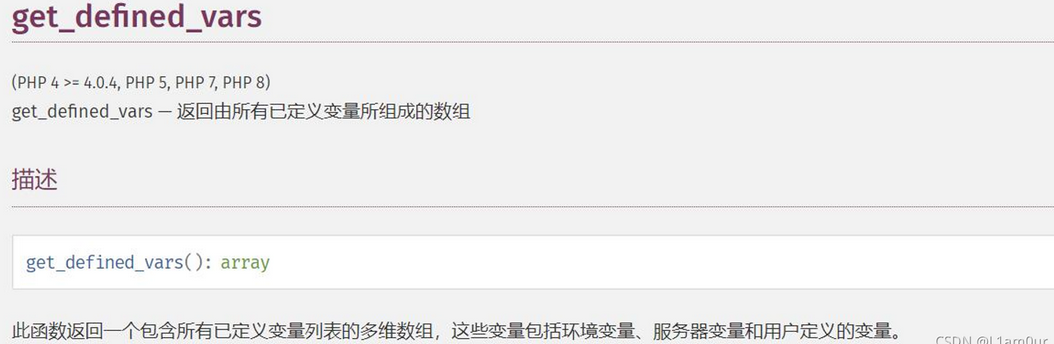 get_defined_vars
(PHP 4 >= 4.0.4, PHP 5, PHP 7, PHP 8)
get_defined_vars — 返回由所有已定义变量所组成的数组
描述
get_defined_vars(): array
此函数返回一个包含所有已定义变量列表的多维数组，这些变量包括环境变量、服务器变量和用户定义的变量。
CSDN @L1am0ur